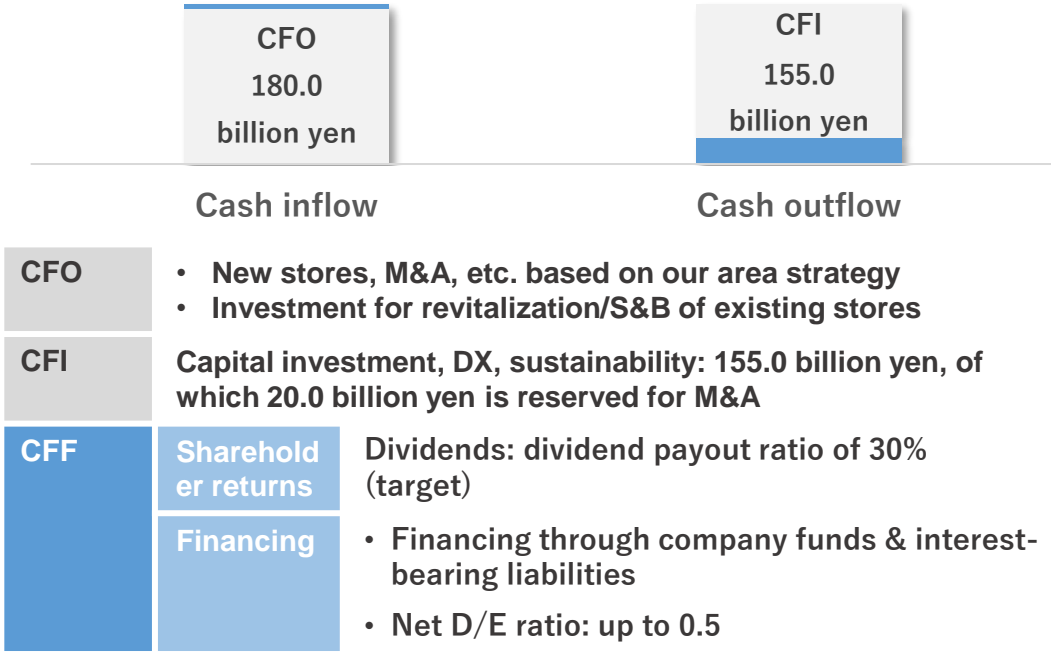 CFO
180.0
billion yen
CFI
155.0
billion yen
Cash inflow
Cash outflow
CFO
• New stores, M&A, etc. based on our area strategy
• Investment for revitalization/S&B of existing stores
CFI
Capital investment, DX, sustainability: 155.0 billion yen, of
which 20.0 billion yen is reserved for M&A
CFF
Sharehold
er returns
Dividends: dividend payout ratio of 30%
(target)
Financing
• Financing through company funds & interest-
bearing liabilities
• Net D/E ratio: up to 0.5